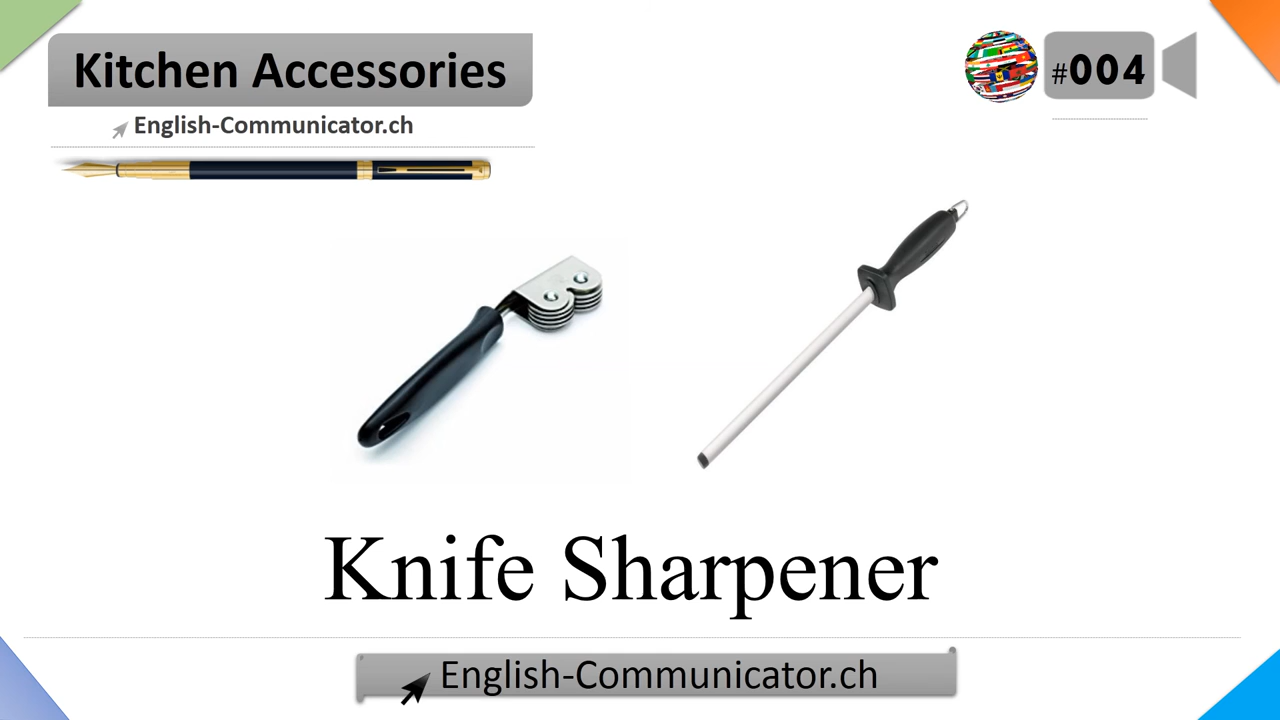 Kitchen Accessories
#004
English-Communicator.ch
Knife Sharpener
English-Communicator.ch